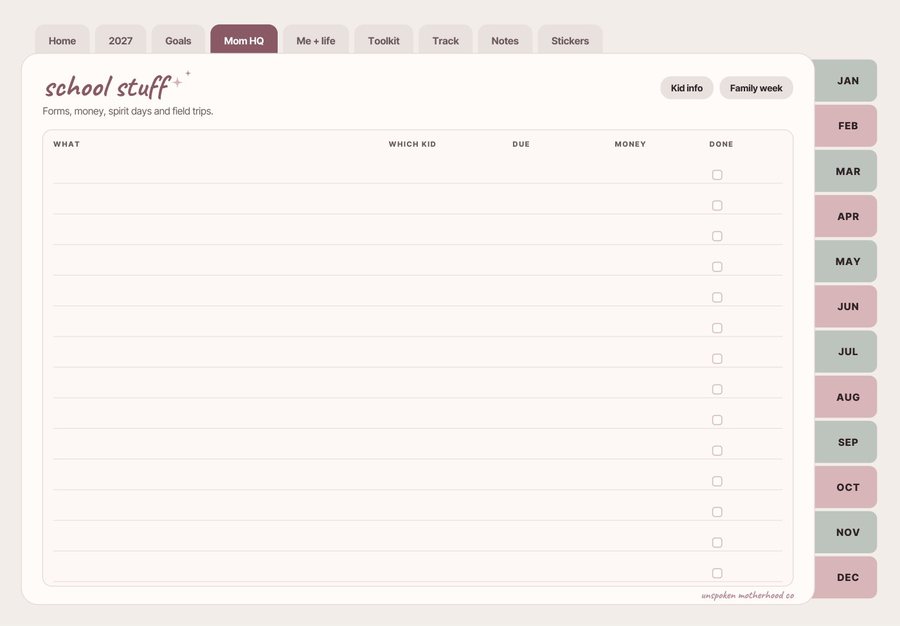 Home 2027 Goals Mom HQ Me + life Toolkit Track Notes Stickers
school stuff
Kid info Family week
Forms, money, spirit days and field trips.
WHAT WHICH KID DUE MONEY DONE
JAN
FEB
MAR
APR
MAY
JUN
JUL
AUG
SEP
OCT
NOV
DEC
unspoken motherhood co